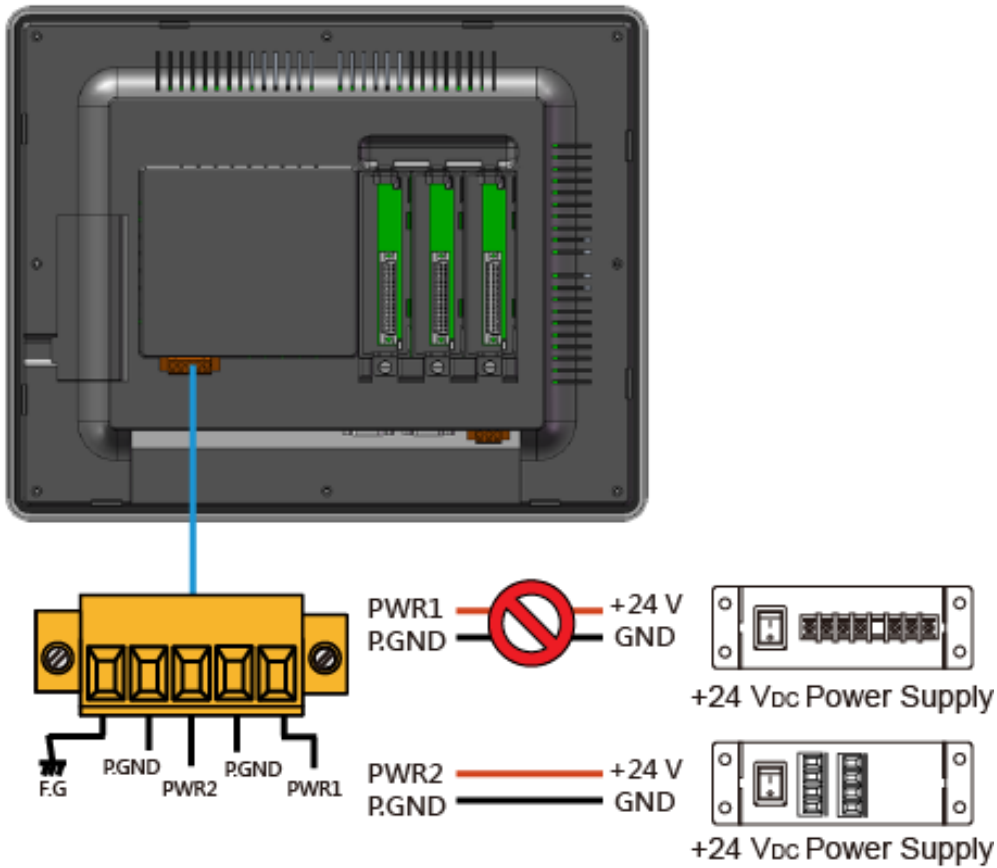 PWR1 +24 V
P.GND GND
+24 VDC Power Supply
F.G P.GND PWR2 P.GND PWR1
PWR2 +24 V
P.GND GND
+24 VDC Power Supply